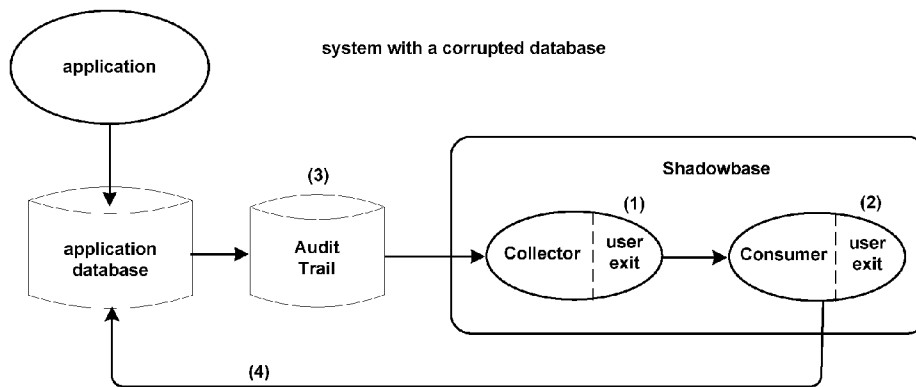 system with a corrupted database
application
(3)
Shadowbase
(1)
(2)
application
database
Audit
Trail
Collector
user
exit
Consumer
user
exit
(4)